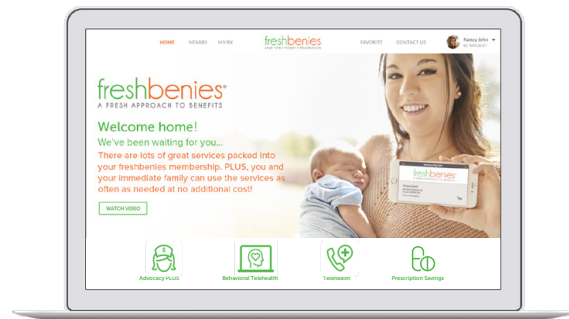 HOME NEARBY MY RX freshbenies FAVORITE CONTACT US Nancy John
freshbenies®
A FRESH APPROACH TO BENEFITS
Welcome home!
We've been waiting for you...
There are lots of great services packed into
your freshbenies membership. PLUS, you and
your immediate family can use the services as
often as needed at no additional cost!
WATCH VIDEO
freshbenies
Advocacy PLUS Behavioral Telehealth Telehealth Prescription Savings